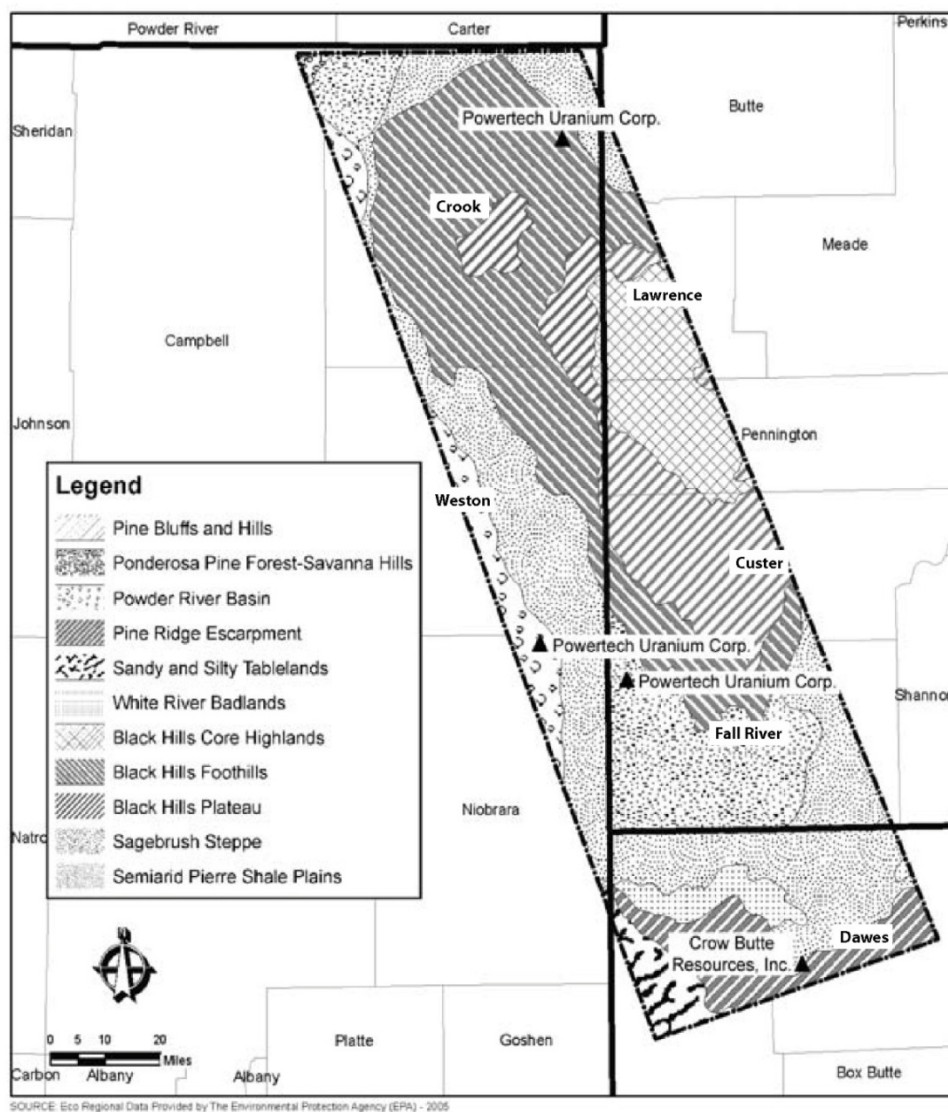 Powder River
Carter
Perkins
Sheridan
Butte
Powertech Uranium Corp.
Crook
Meade
Lawrence
Campbell
Johnson
Pennington
Weston
Legend
Pine Bluffs and Hills
Ponderosa Pine Forest-Savanna Hills
Powder River Basin
Pine Ridge Escarpment
Sandy and Silty Tablelands
White River Badlands
Black Hills Core Highlands
Black Hills Foothills
Black Hills Plateau
Sagebrush Steppe
Semiarid Pierre Shale Plains
Custer
Powertech Uranium Corp.
Powertech Uranium Corp.
Shannon
Fall River
Niobrara
Natro
Dawes
Crow Butte
Resources, Inc.
N
0 5 10 20
Miles
Platte
Goshen
Carbon
Albany
Albany
Box Butte
SOURCE: Eco Regional Data Provided by The Environmental Protection Agency (EPA) - 2005